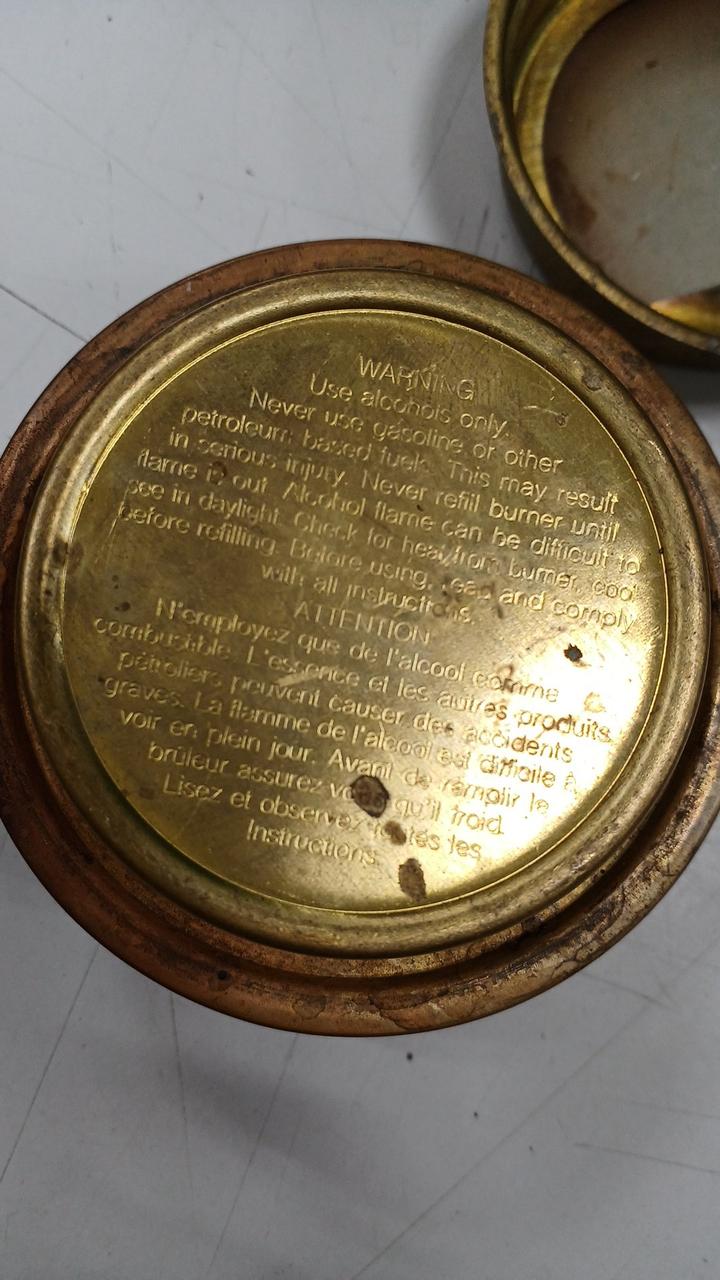 WARNING
Use alcohols only.
Never use gasoline or other
petroleum based fuels. This may result
in serious injury. Never refill burner until
flame is out. Alcohol flame can be difficult to
see in daylight. Check for heat from burner, cool
before refilling. Before using, read and comply
with all instructions.
ATTENTION
N'employez que de l'alcool comme
combustible. L'essence et les autres produits
pétroliers peuvent causer des accidents
graves. La flamme de l'alcool est difficile à
voir en plein jour. Avant de remplir le
brûleur assurez vous qu'il froid.
Lisez et observez toutes les
Instructions.